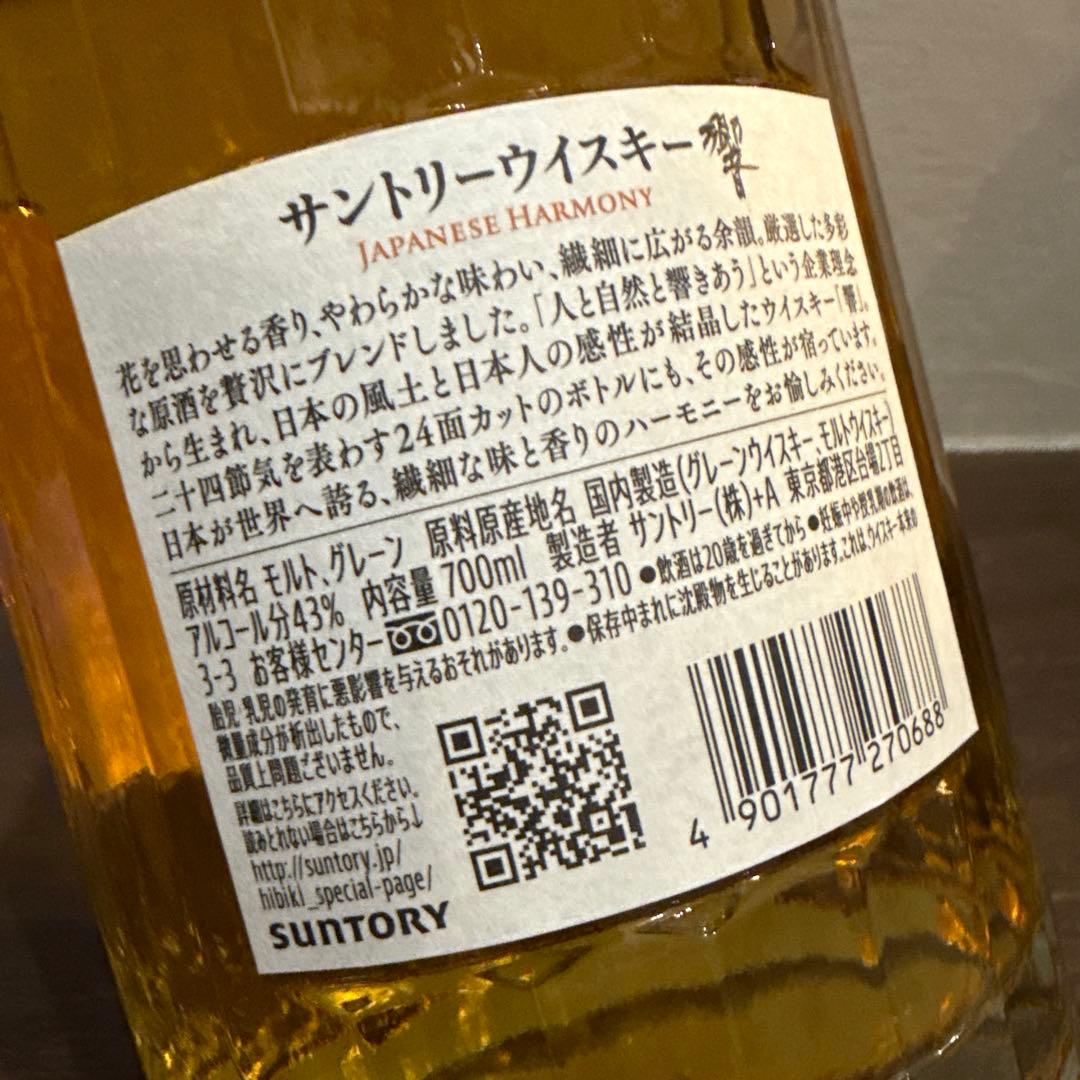 サントリーウイスキー響
JAPANESE HARMONY
花を思わせる香り、やわらかな味わい、繊細に広がる余韻。厳選した多彩
な原酒を贅沢にブレンドしました。「人と自然と響きあう」という企業理念
から生まれ、日本の風土と日本人の感性が結晶したウイスキー「響」。
二十四節気を表わす24面カットのボトルにも、その感性が宿っています。
日本が世界へ誇る、繊細な味と香りのハーモニーをお愉しみください。
原材料名 モルト、グレーン 原料原産地名 国内製造(グレーンウイスキー、モルトウイスキー)
アルコール分43% 内容量700ml 製造者 サントリー(株)+A 東京都港区台場2丁目
3-3 お客様センター 0120-139-310 ●飲酒は20歳を過ぎてから ●妊娠中や授乳期の飲酒は、
胎児・乳児の発育に悪影響を与えるおそれがあります。●保存中まれに沈殿物を生じることがあります。これは、ウイスキー本来の
微量成分が析出したもので、
品質上問題ございません。
詳細はこちらにアクセスください。
読みとれない場合はこちらから↓
http://suntory.jp/
hibiki_special-page/
SUNTORY
4 901777 270688